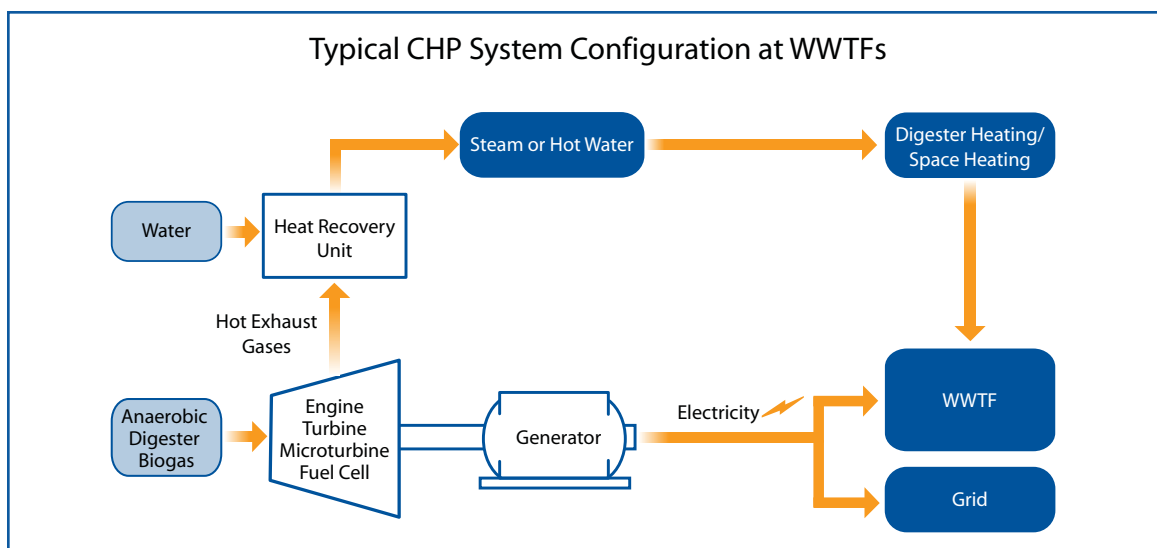 Typical CHP System Configuration at WWTFs
Steam or Hot Water
Digester Heating/
Space Heating
Water
Heat Recovery
Unit
Hot Exhaust
Gases
Anaerobic
Digester
Biogas
Engine
Turbine
Microturbine
Fuel Cell
Generator
Electricity
WWTF
Grid